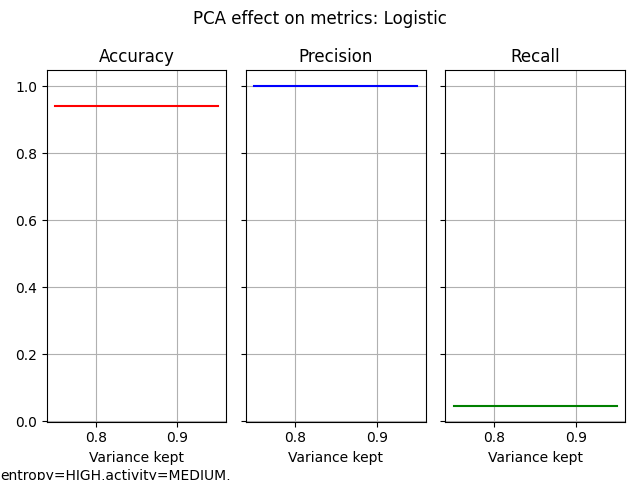 PCA effect on metrics: Logistic
Accuracy
Precision
Recall
1.0
0.8
0.6
0.4
0.2
0.0
0.8 0.9
0.8 0.9
0.8 0.9
Variance kept
Variance kept
Variance kept
entropy=HIGH,activity=MEDIUM,